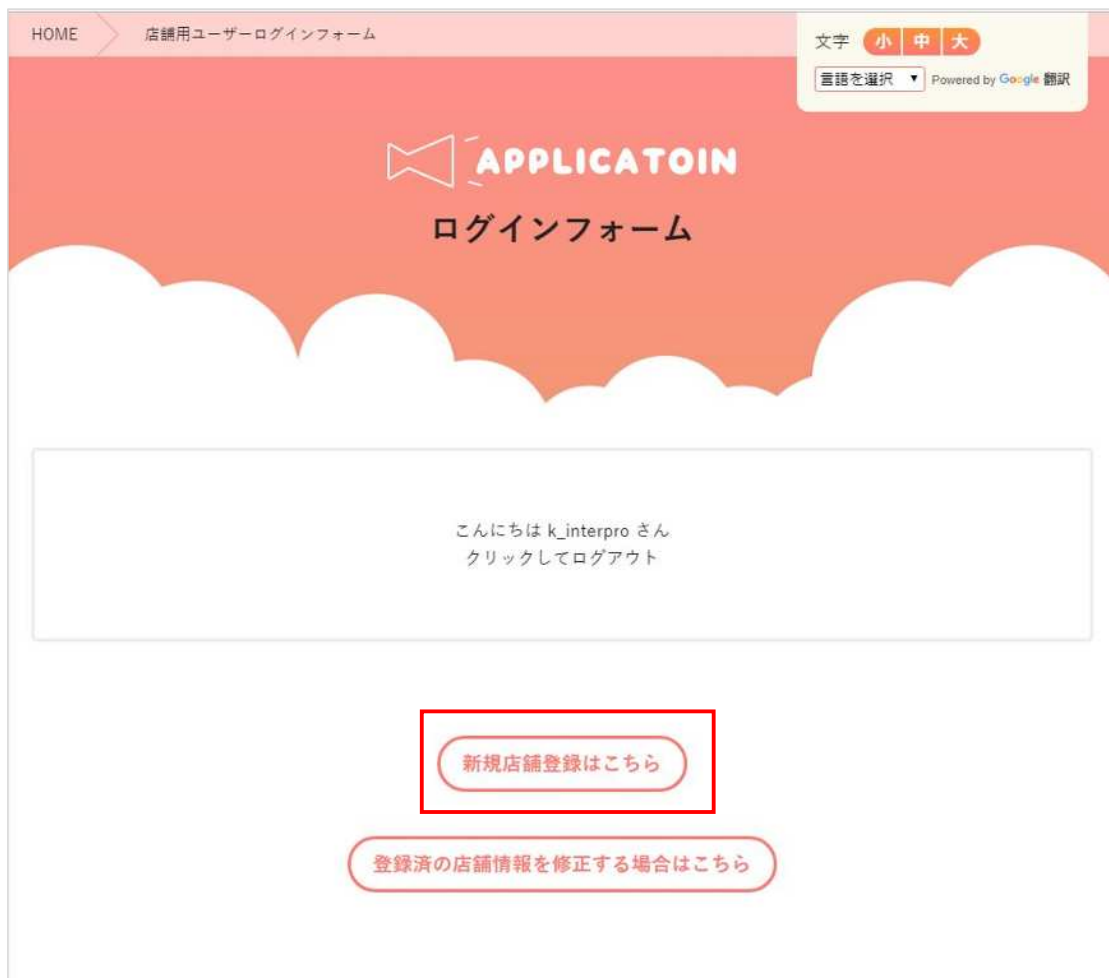 HOME
店舗用ユーザーログインフォーム
文字 小 中 大
言語を選択 ▼ Powered by Google 翻訳
APPLICATOIN
ログインフォーム
こんにちは k_interpro さん
クリックしてログアウト
新規店舗登録はこちら
登録済の店舗情報を修正する場合はこちら